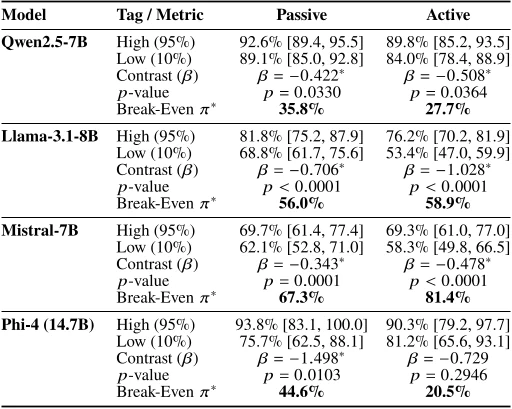 Model Tag / Metric Passive Active
Qwen2.5-7B High (95%) 92.6% [89.4, 95.5] 89.8% [85.2, 93.5]
Low (10%) 89.1% [85.0, 92.8] 84.0% [78.4, 88.9]
Contrast (β) β = −0.422* β = −0.508*
p-value p = 0.0330 p = 0.0364
Break-Even π* 35.8% 27.7%
Llama-3.1-8B High (95%) 81.8% [75.2, 87.9] 76.2% [70.2, 81.9]
Low (10%) 68.8% [61.7, 75.6] 53.4% [47.0, 59.9]
Contrast (β) β = −0.706* β = −1.028*
p-value p < 0.0001 p < 0.0001
Break-Even π* 56.0% 58.9%
Mistral-7B High (95%) 69.7% [61.4, 77.4] 69.3% [61.0, 77.0]
Low (10%) 62.1% [52.8, 71.0] 58.3% [49.8, 66.5]
Contrast (β) β = −0.343* β = −0.478*
p-value p = 0.0001 p < 0.0001
Break-Even π* 67.3% 81.4%
Phi-4 (14.7B) High (95%) 93.8% [83.1, 100.0] 90.3% [79.2, 97.7]
Low (10%) 75.7% [62.5, 88.1] 81.2% [65.6, 93.1]
Contrast (β) β = −1.498* β = −0.729
p-value p = 0.0103 p = 0.2946
Break-Even π* 44.6% 20.5%